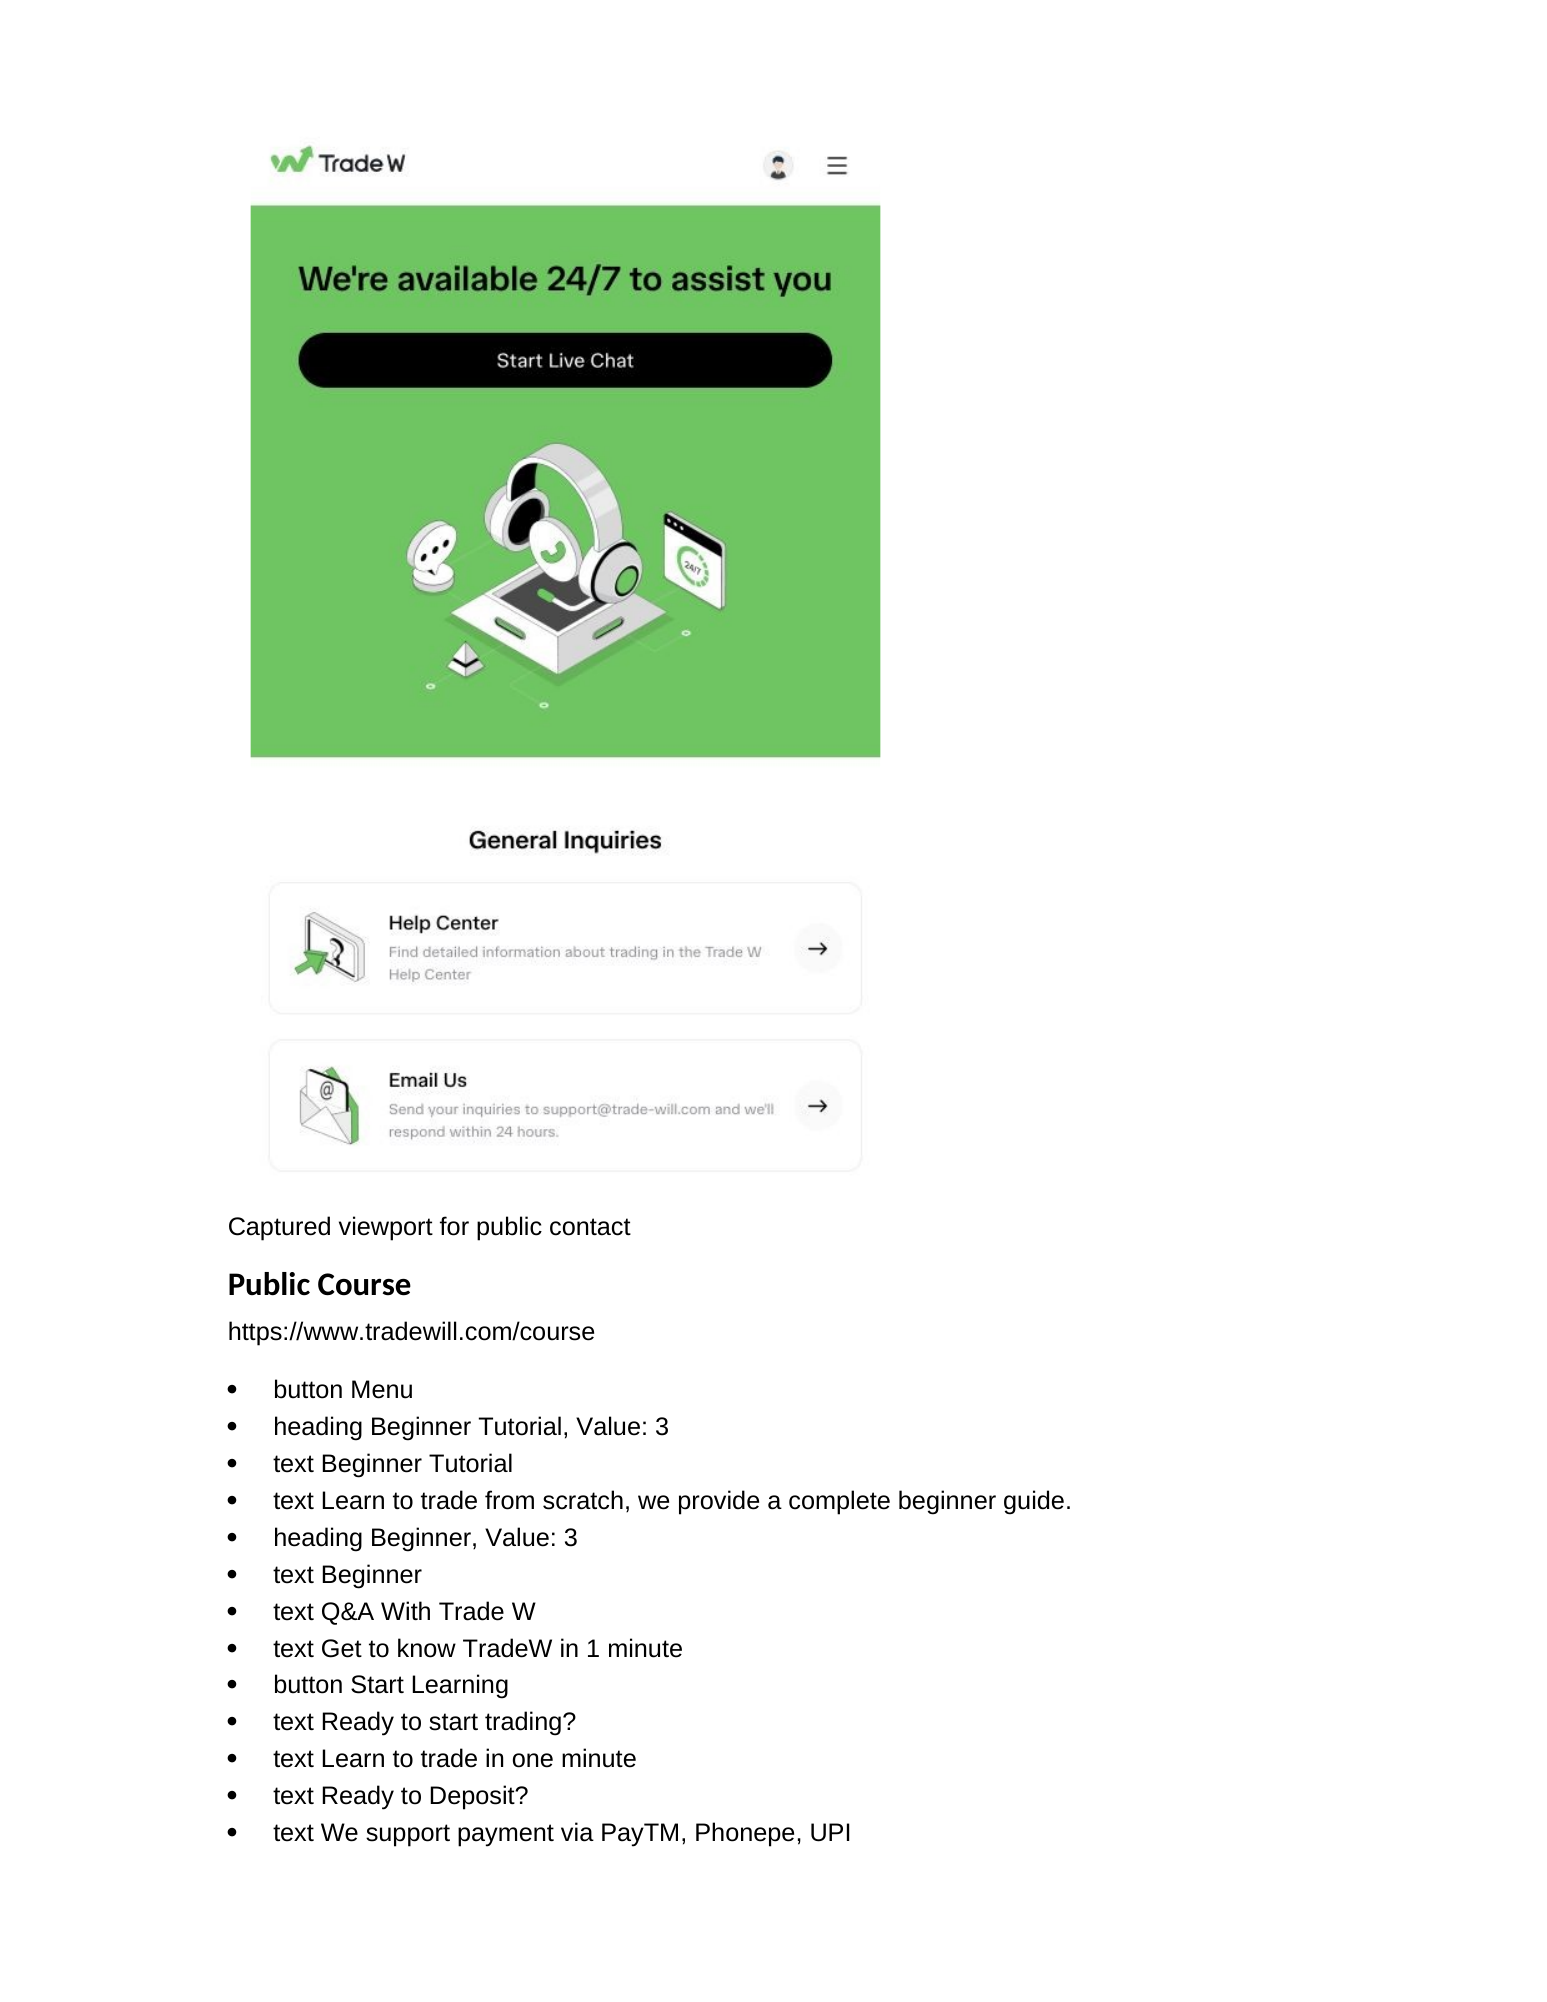 Trade W
We're available 24/7 to assist you
Start Live Chat
24/7
General Inquiries
Help Center
Find detailed information about trading in the Trade W
Help Center
@
Email Us
Send your inquiries to support@trade-will.com and we'll
respond within 24 hours.
Captured viewport for public contact
Public Course
https://www.tradewill.com/course
• button Menu
• heading Beginner Tutorial, Value: 3
• text Beginner Tutorial
• text Learn to trade from scratch, we provide a complete beginner guide.
• heading Beginner, Value: 3
• text Beginner
• text Q&A With Trade W
• text Get to know TradeW in 1 minute
• button Start Learning
• text Ready to start trading?
• text Learn to trade in one minute
• text Ready to Deposit?
• text We support payment via PayTM, Phonepe, UPI